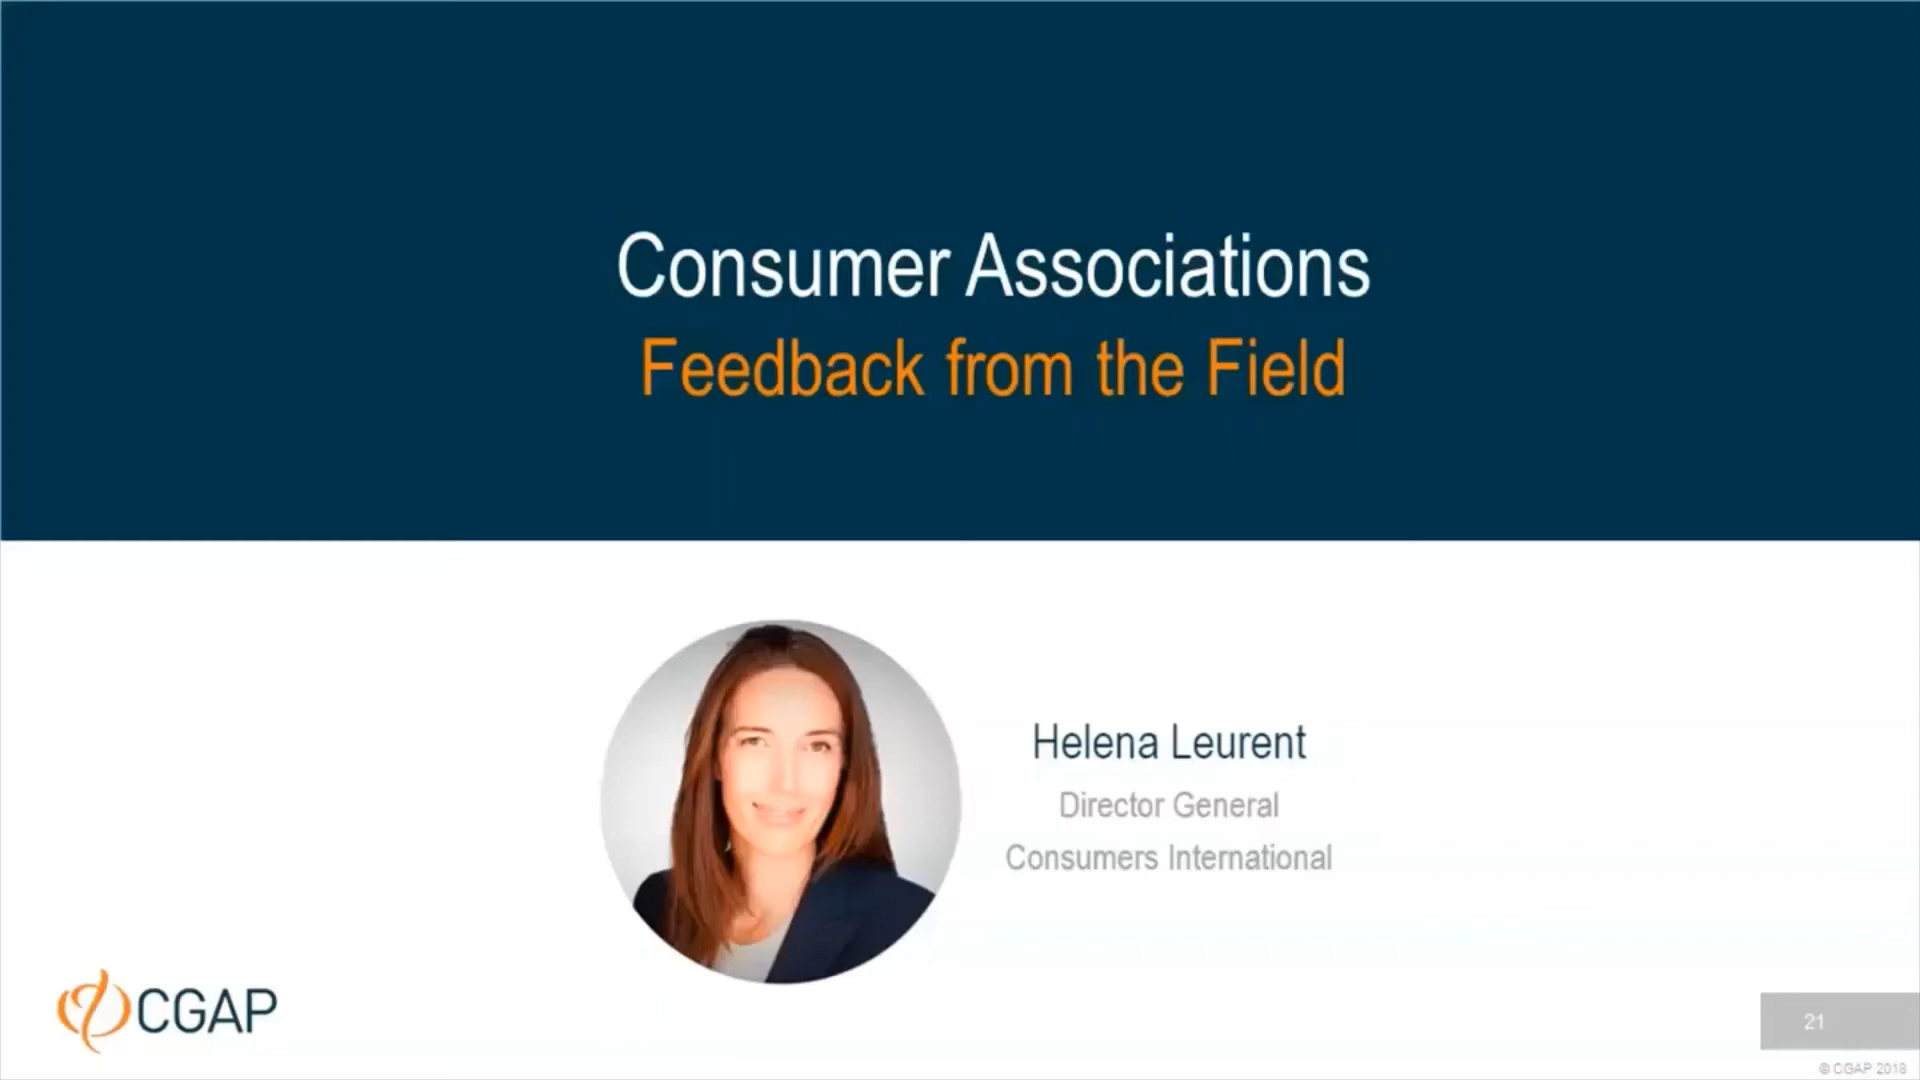 Consumer Associations
Feedback from the Field
Helena Leurent
Director General
Consumers International
CGAP
21
© CGAP 2018